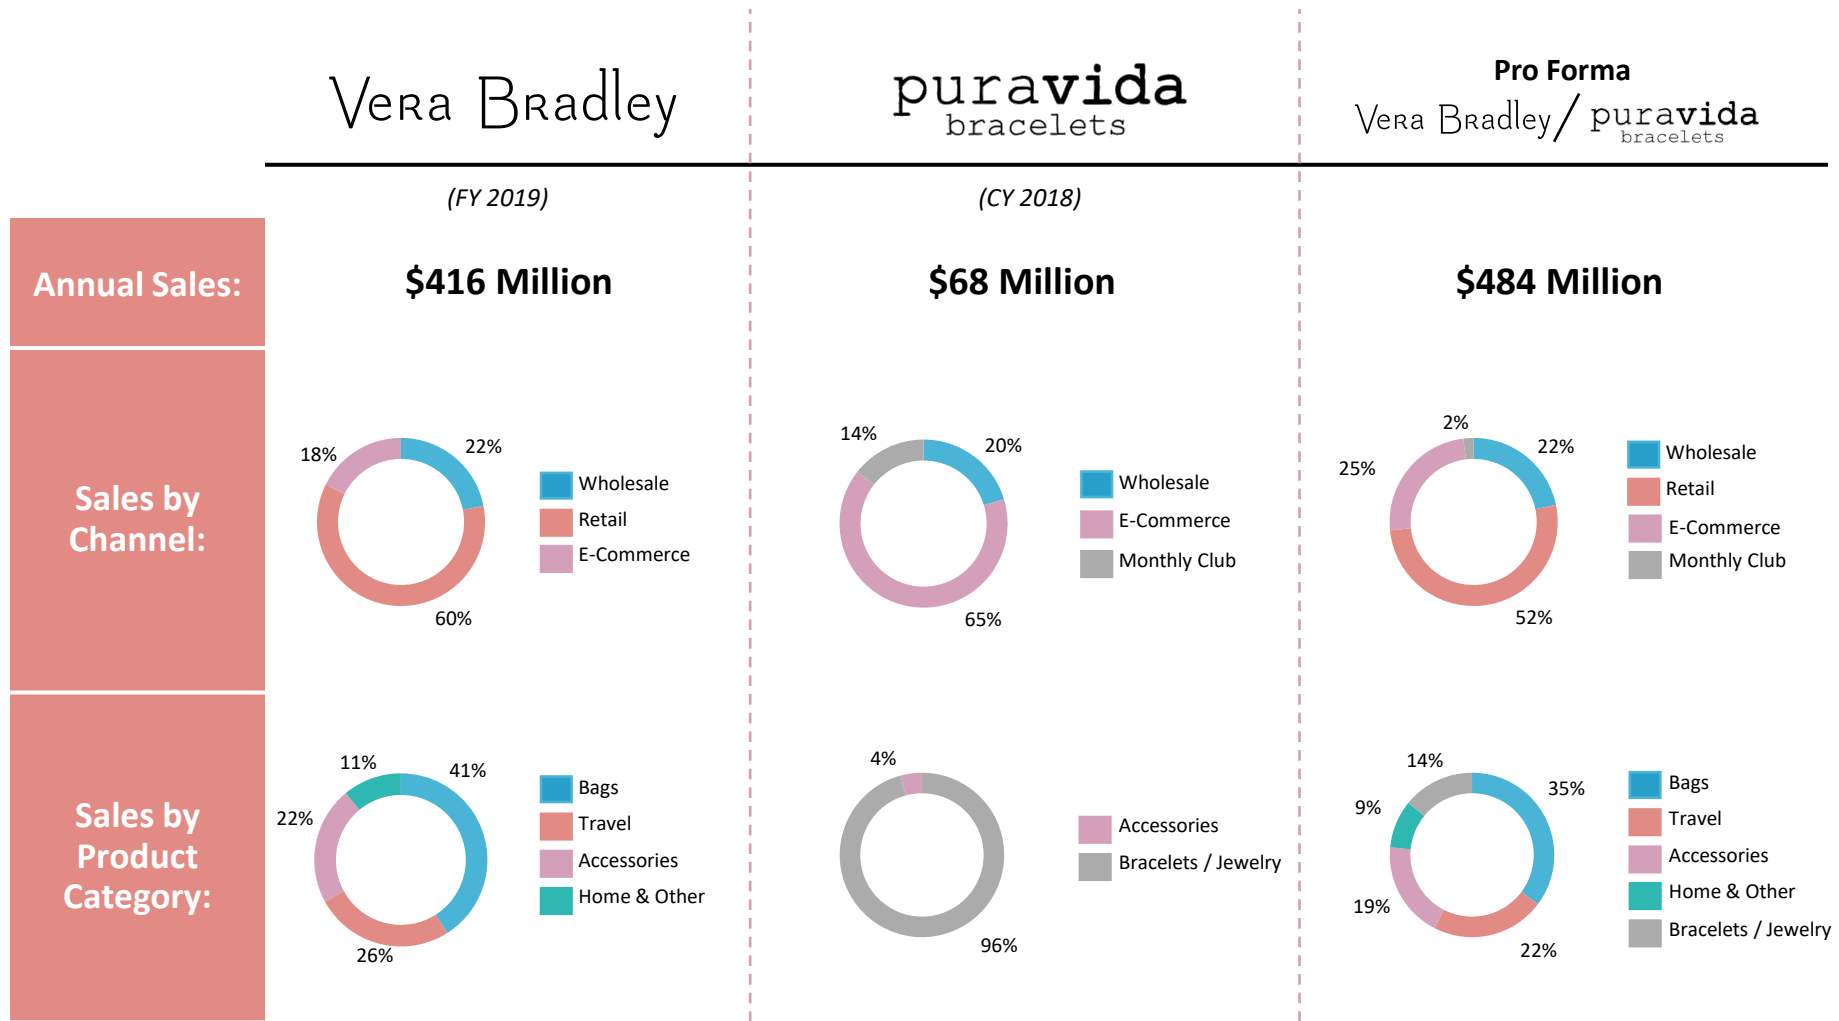 Vera Bradley
puravida
bracelets
Pro Forma
Vera Bradley / puravida
bracelets
(FY 2019)
(CY 2018)
Annual Sales:
$416 Million
$68 Million
$484 Million
Sales by
Channel:
18%
22%
60%
Wholesale
Retail
E-Commerce
14%
20%
65%
Wholesale
E-Commerce
Monthly Club
2%
22%
25%
52%
Wholesale
Retail
E-Commerce
Monthly Club
Sales by
Product
Category:
11%
41%
22%
26%
Bags
Travel
Accessories
Home & Other
4%
96%
Accessories
Bracelets / Jewelry
14%
35%
9%
19%
22%
Bags
Travel
Accessories
Home & Other
Bracelets / Jewelry